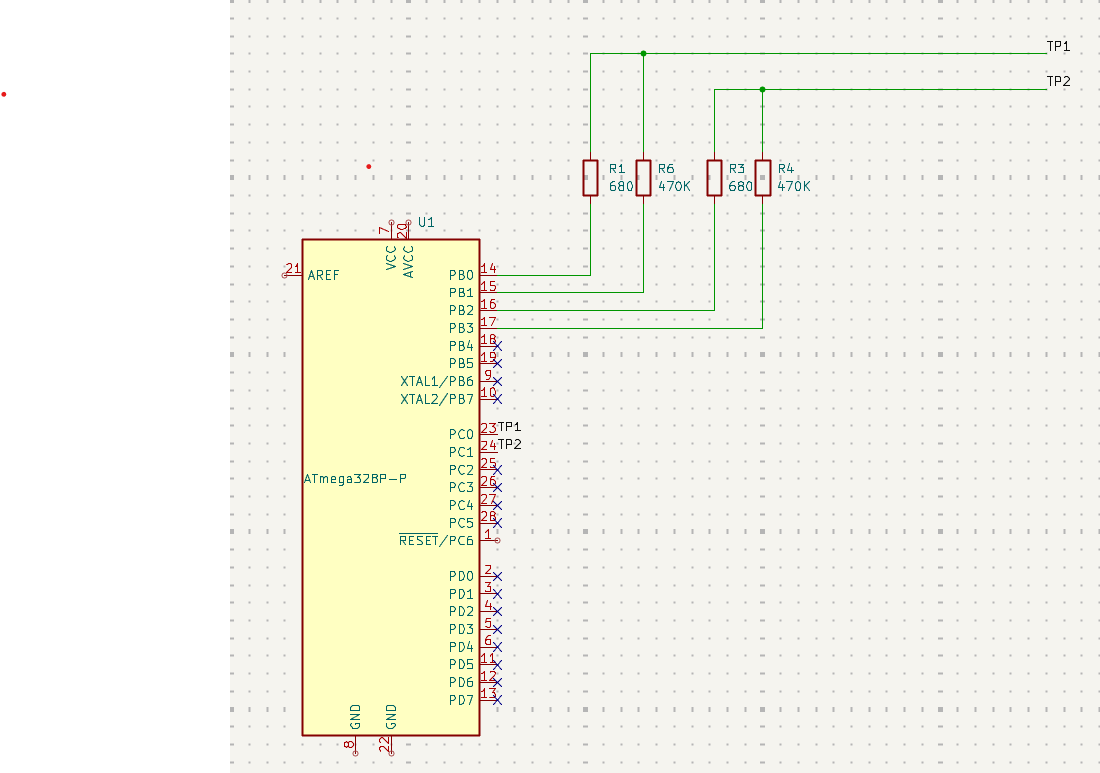 TP1
TP2
R1
680
R6
470K
R3
680
R4
470K
U1
7
20
VCC
AVCC
21
AREF
PB0
14
PB1
15
PB2
16
PB3
17
PB4
18
PB5
19
XTAL1/PB6
9
XTAL2/PB7
10
PC0
23
TP1
PC1
24
TP2
PC2
25
ATmega328P-P
PC3
26
PC4
27
PC5
28
RESET/PC6
1
PD0
2
PD1
3
PD2
4
PD3
5
PD4
6
PD5
11
PD6
12
PD7
13
GND
GND
8
22